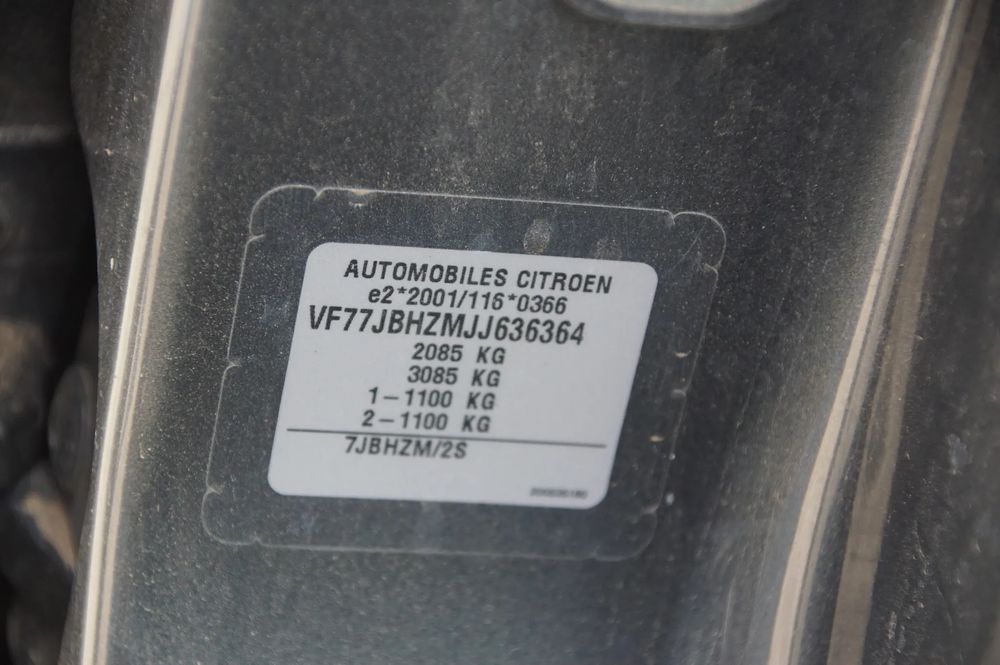 AUTOMOBILES CITROEN
e2*2001/116*0366
VF77JBHZMJJ636364
2085 KG
3085 KG
1-1100 KG
2-1100 KG
7JBHZM/2S